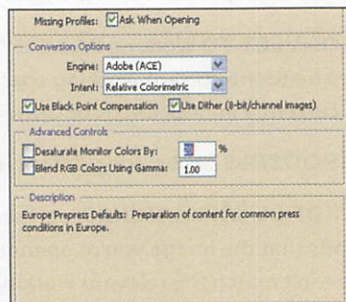 Missing Profiles: Ask When Opening
Conversion Options
Engine: Adobe (ACE)
Intent: Relative Colorimetric
Use Black Point Compensation Use Dither (8-bit/channel images)
Advanced Controls
Desaturate Monitor Colors By: %
Blend RGB Colors Using Gamma: 1.00
Description
Europe Prepress Defaults: Preparation of content for common press
conditions in Europe.